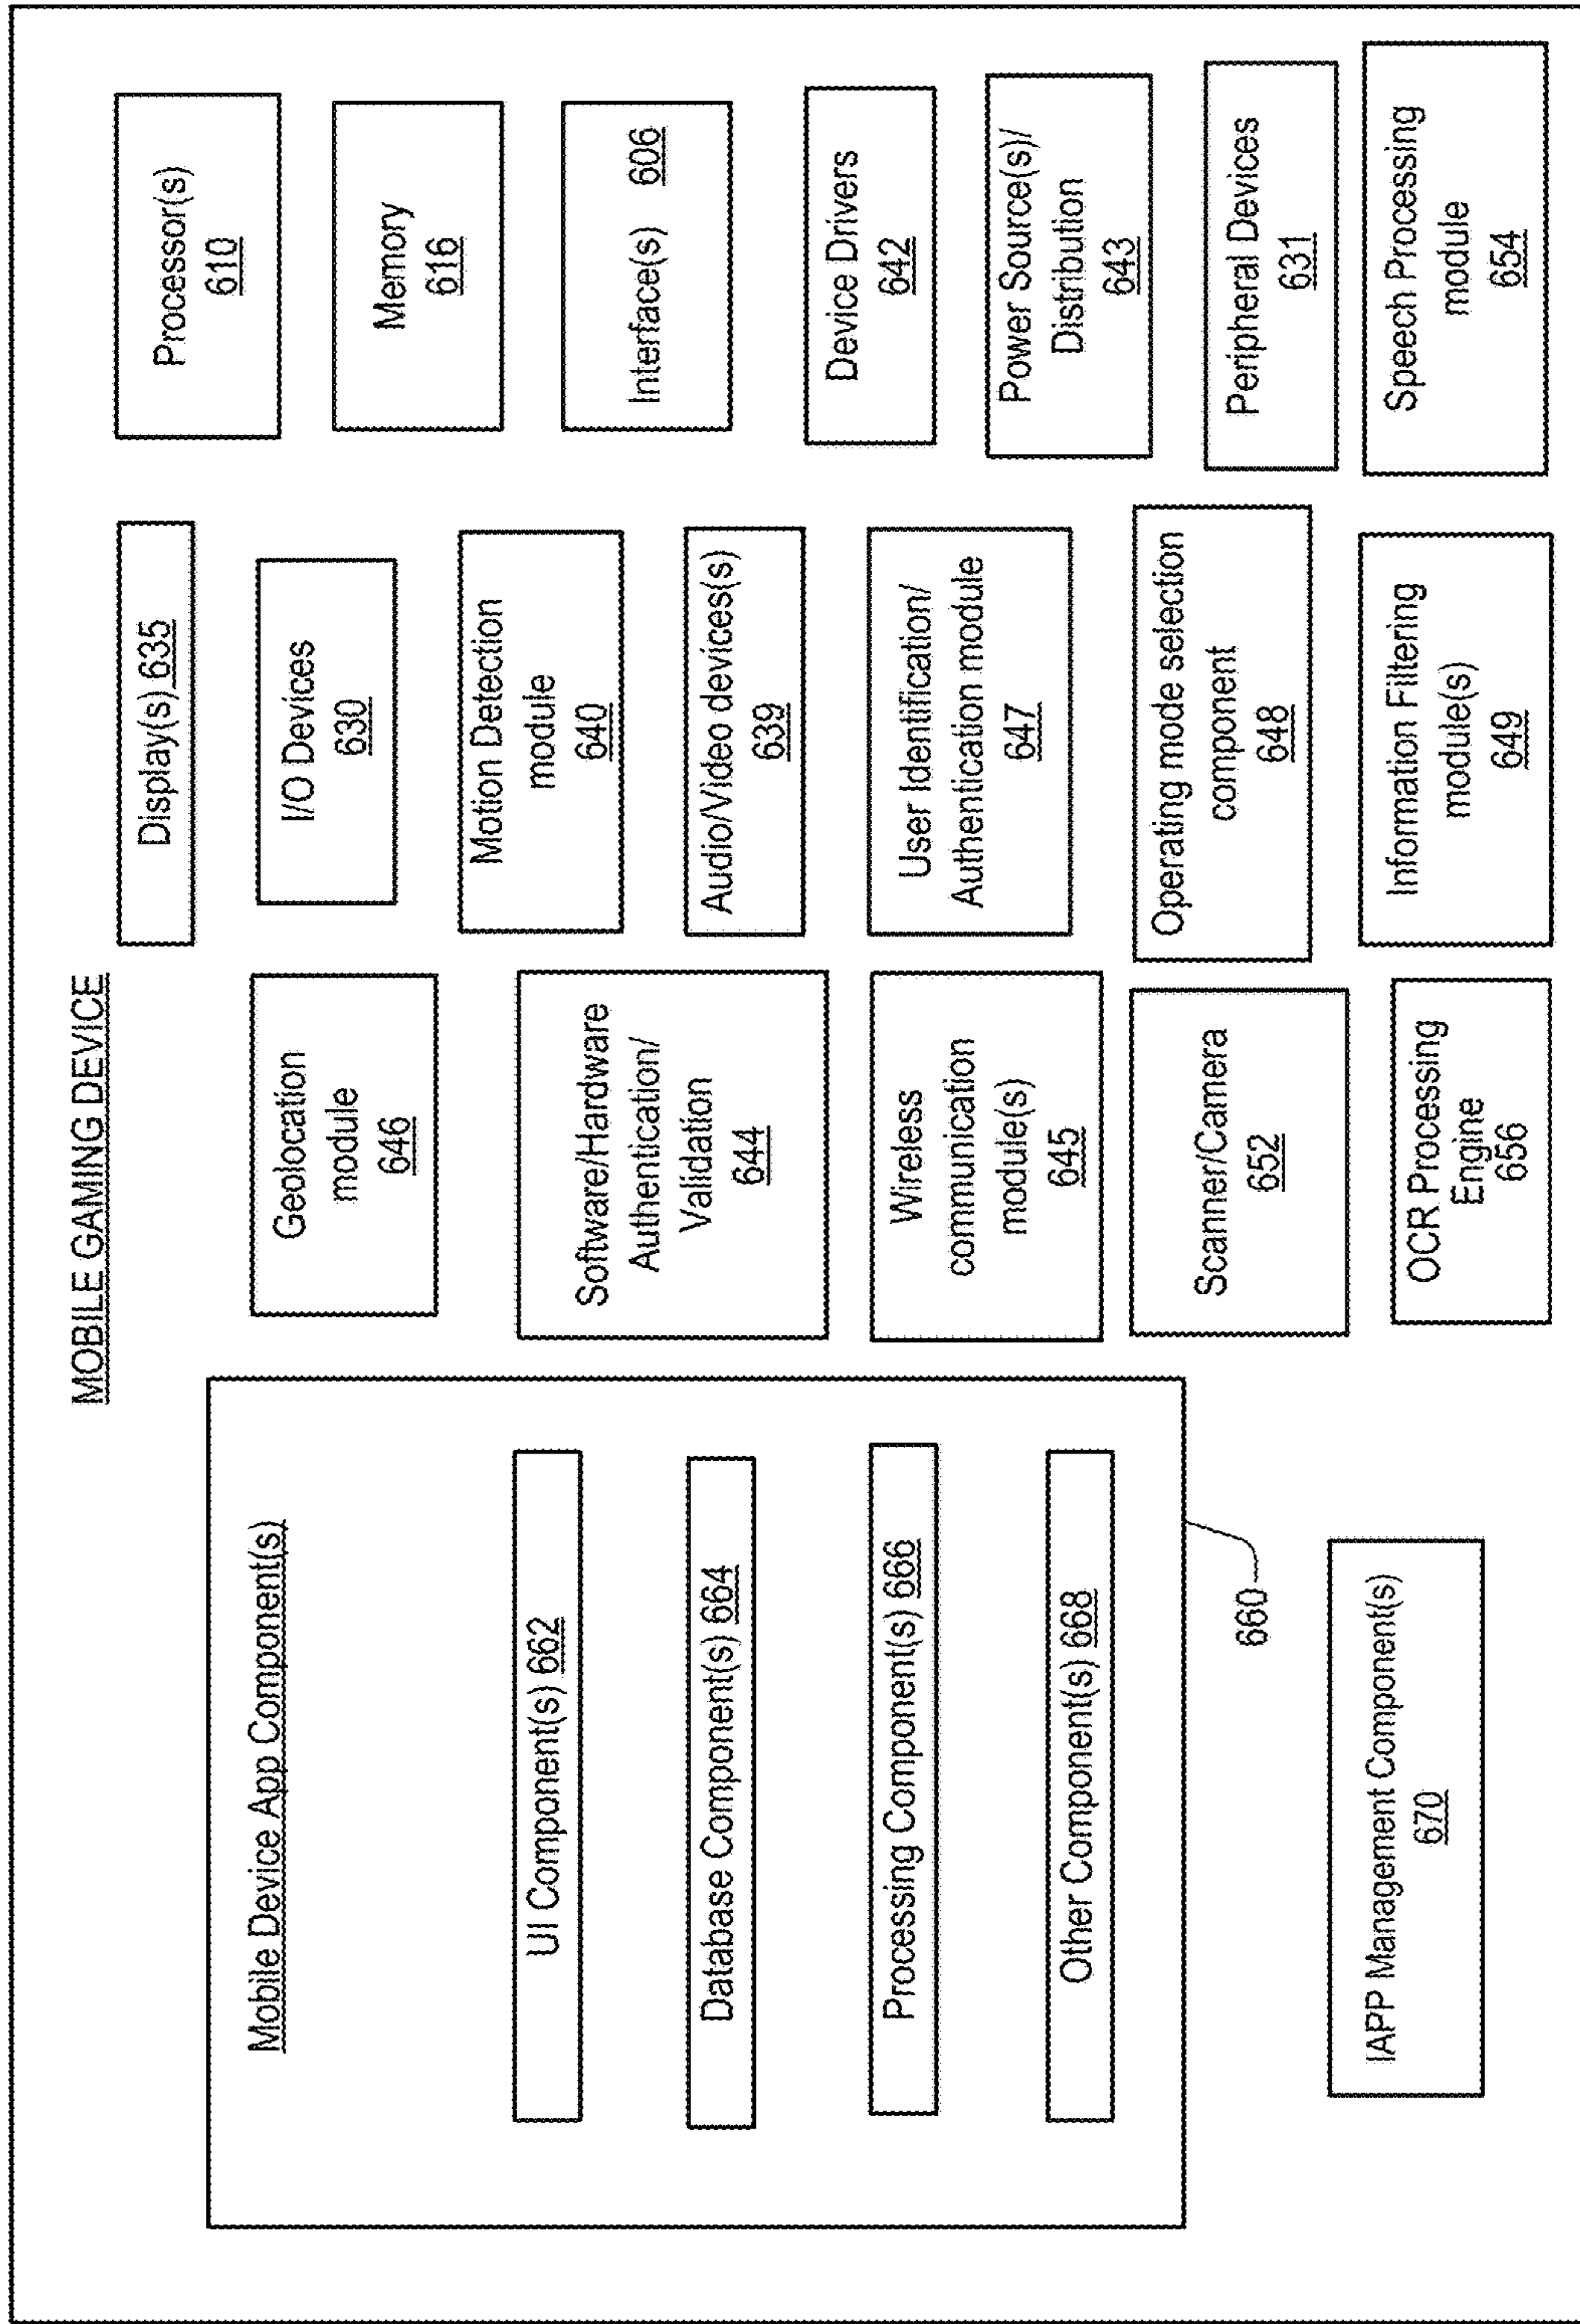 MOBILE GAMING DEVICE
Mobile Device App Component(s)
UI Component(s) 662
Database Component(s) 664
Processing Component(s) 666
Other Component(s) 668
660
IAPP Management Component(s)
670
Geolocation
module
646
Software/Hardware
Authentication/
Validation
644
Wireless
communication
module(s)
645
Scanner/Camera
652
OCR Processing
Engine
656
Display(s) 635
I/O Devices
630
Motion Detection
module
640
Audio/Video devices(s)
639
User Identification/
Authentication module
647
Operating mode selection
component
648
Information Filtering
module(s)
649
Processor(s)
610
Memory
616
Interface(s) 606
Device Drivers
642
Power Source(s)/
Distribution
643
Peripheral Devices
631
Speech Processing
module
654